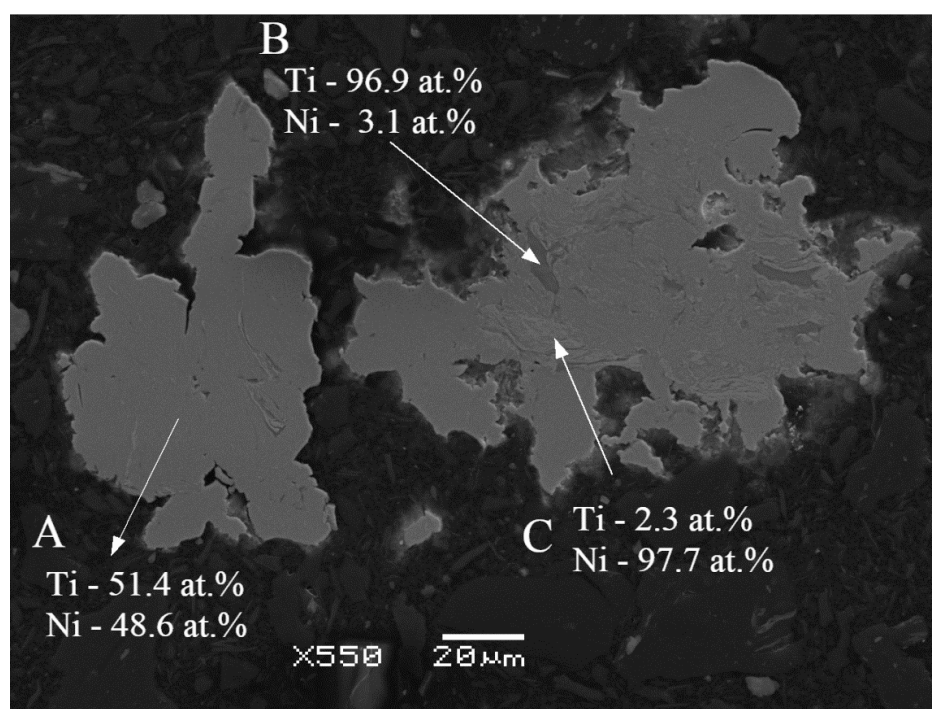 B
Ti - 96.9 at.%
Ni - 3.1 at.%
A
Ti - 51.4 at.%
Ni - 48.6 at.%
C
Ti - 2.3 at.%
Ni - 97.7 at.%
X550 20μm